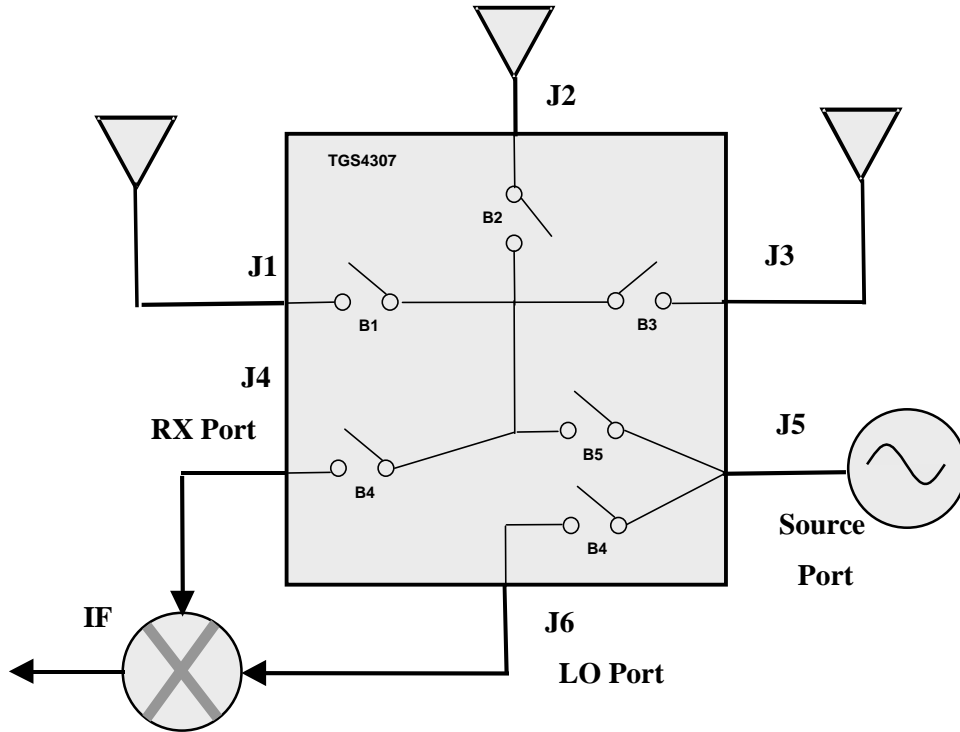 J2
TGS4307
B2
J1
J3
B1
B3
J4
RX Port
J5
B5
B4
B4
Source
Port
IF
J6
LO Port